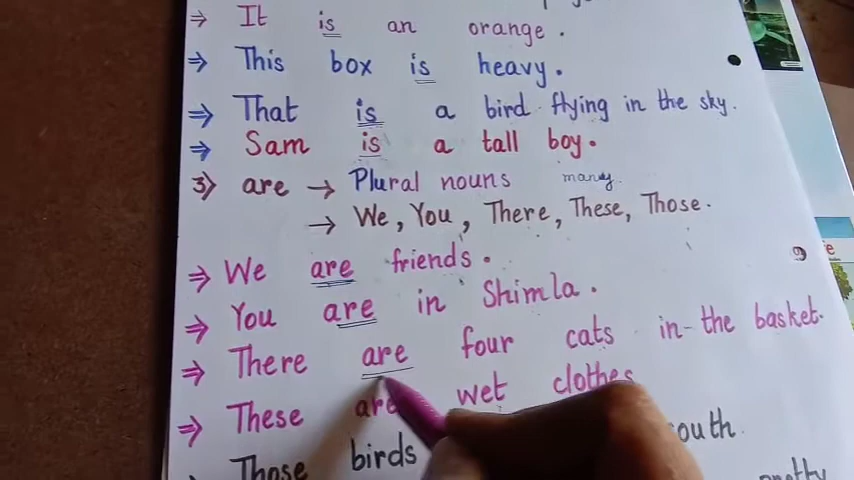 ⇒ It is an orange.
⇒ This box is heavy.
⇒ That is a bird flying in the sky.
⇒ Sam is a tall boy.
3) are → Plural nouns many.
→ We, You, There, These, Those.
⇒ We are friends.
⇒ You are in Shimla.
⇒ There are four cats in the basket.
⇒ These are wet clothes
Those birds